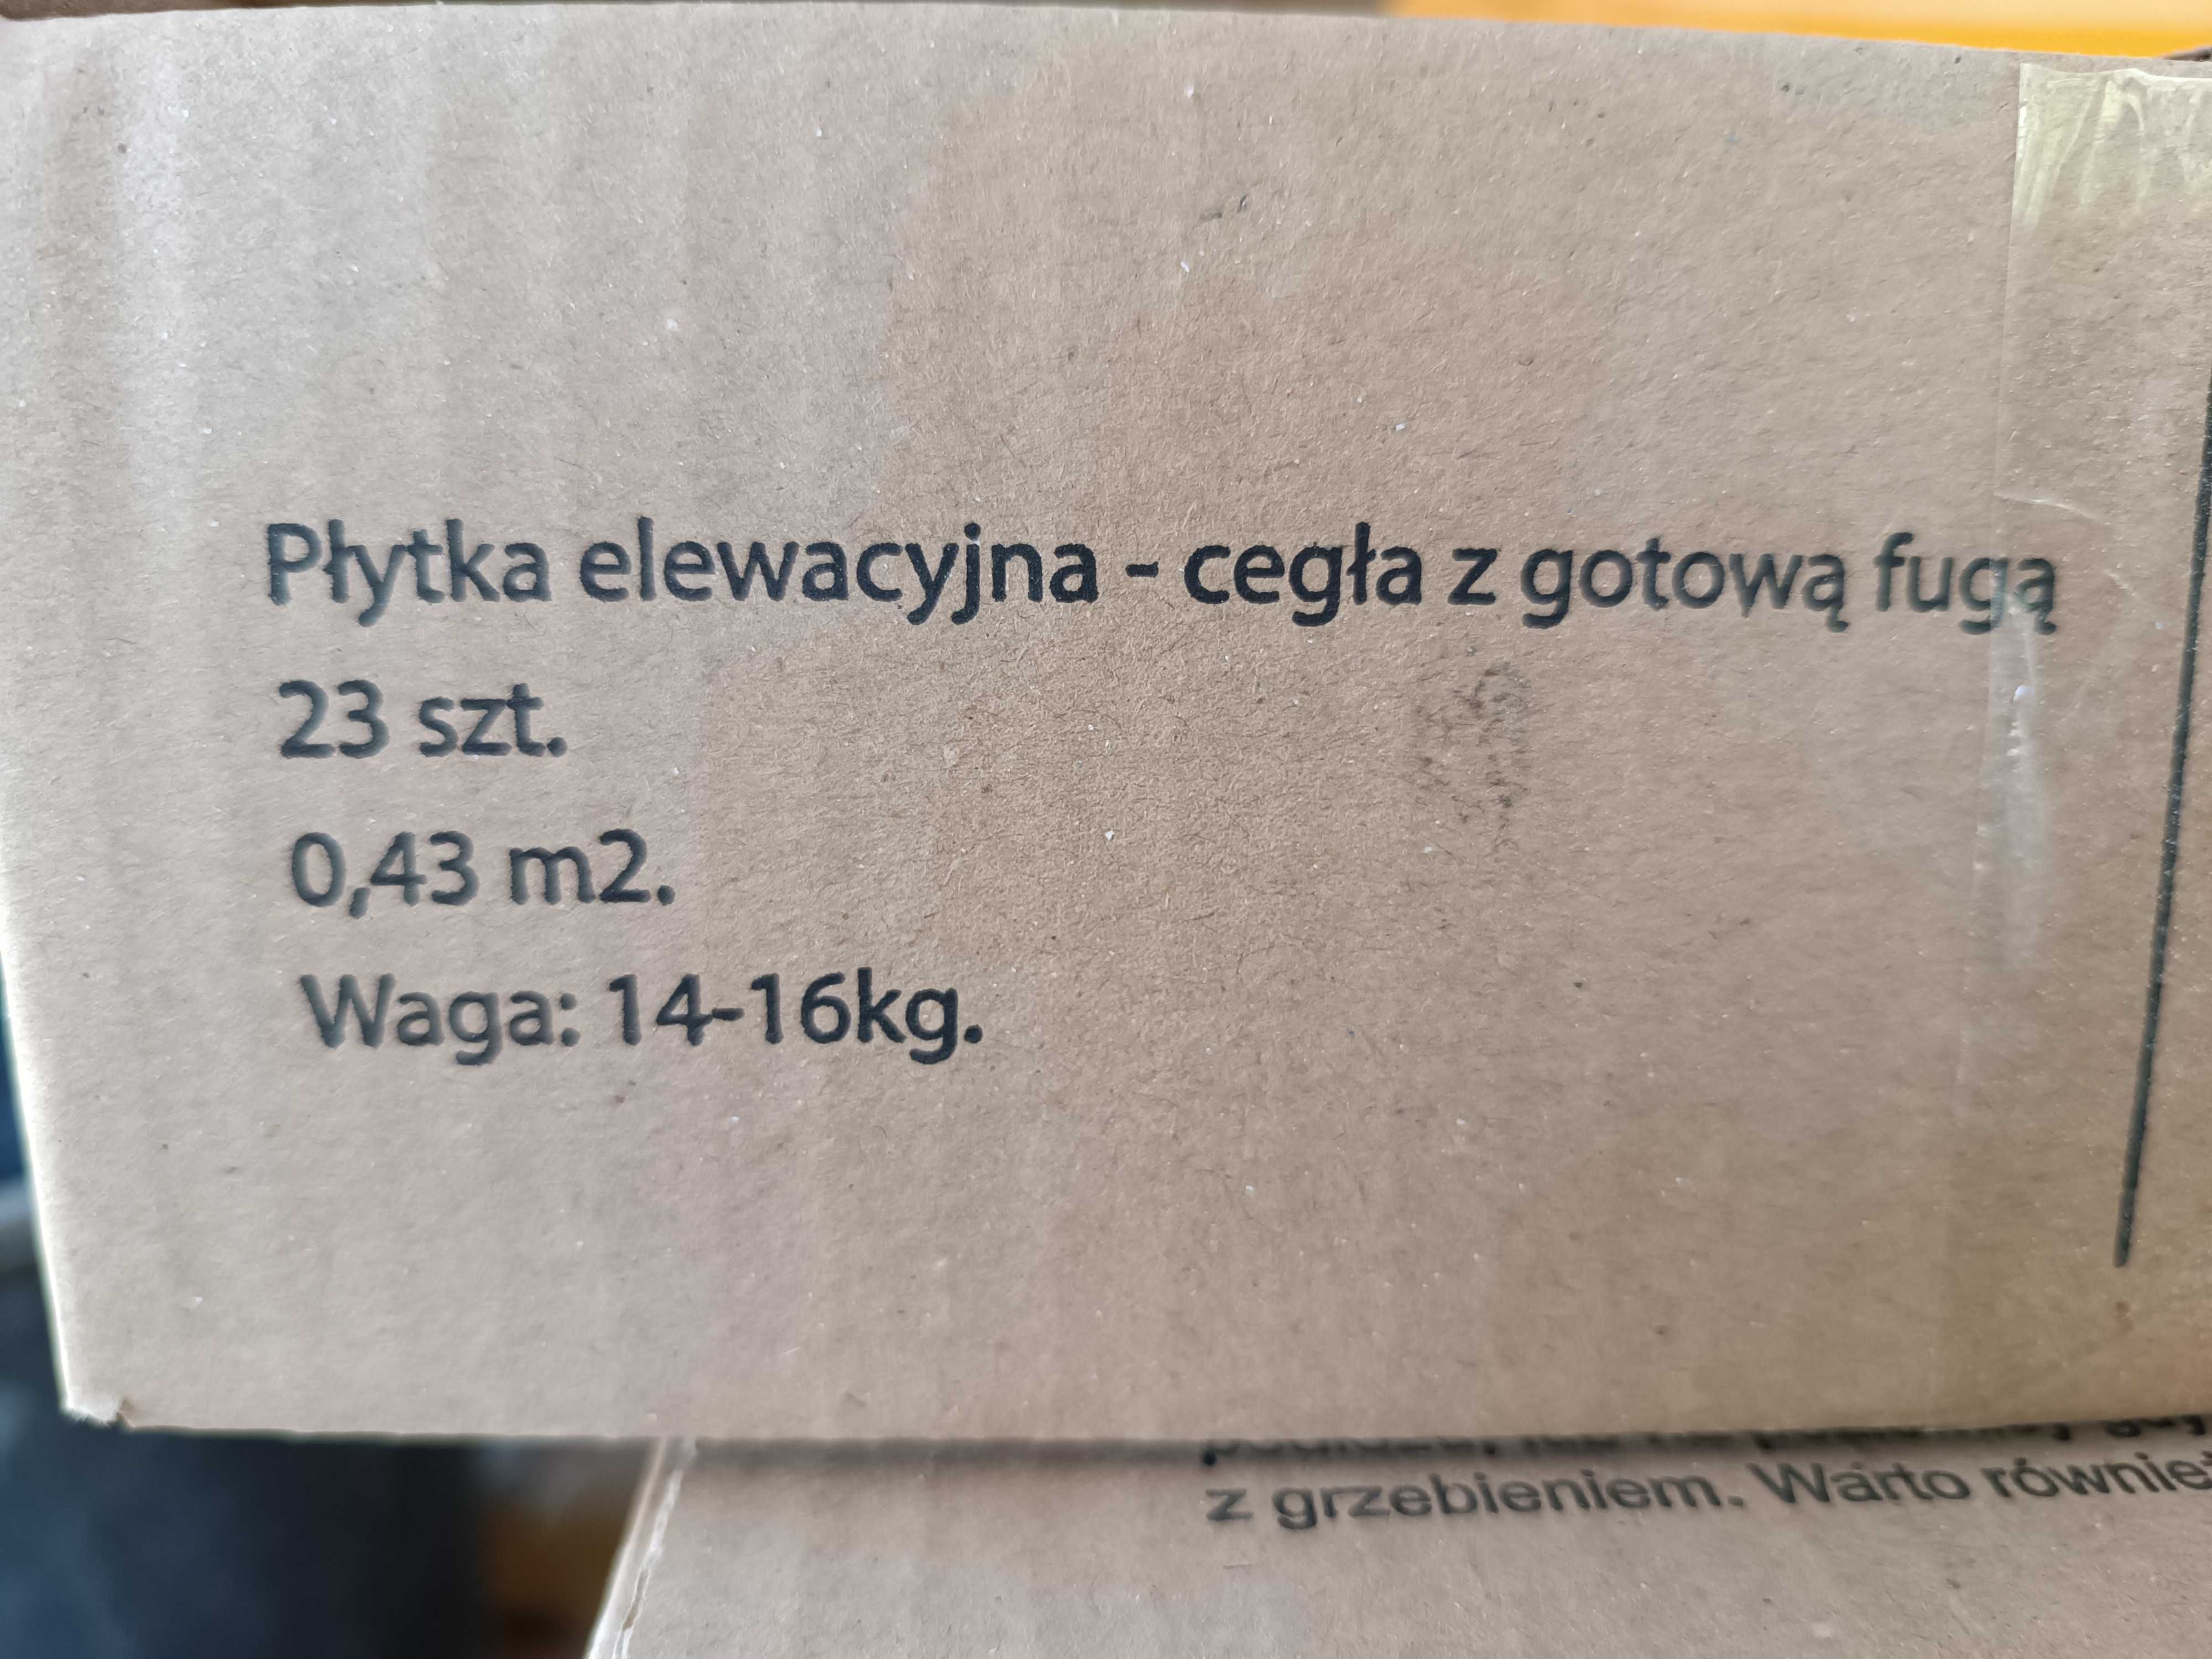 Płytka elewacyjna - cegła z gotową fugą
23 szt.
0,43 m2.
Waga: 14-16kg.
z grzebieniem. Warto również